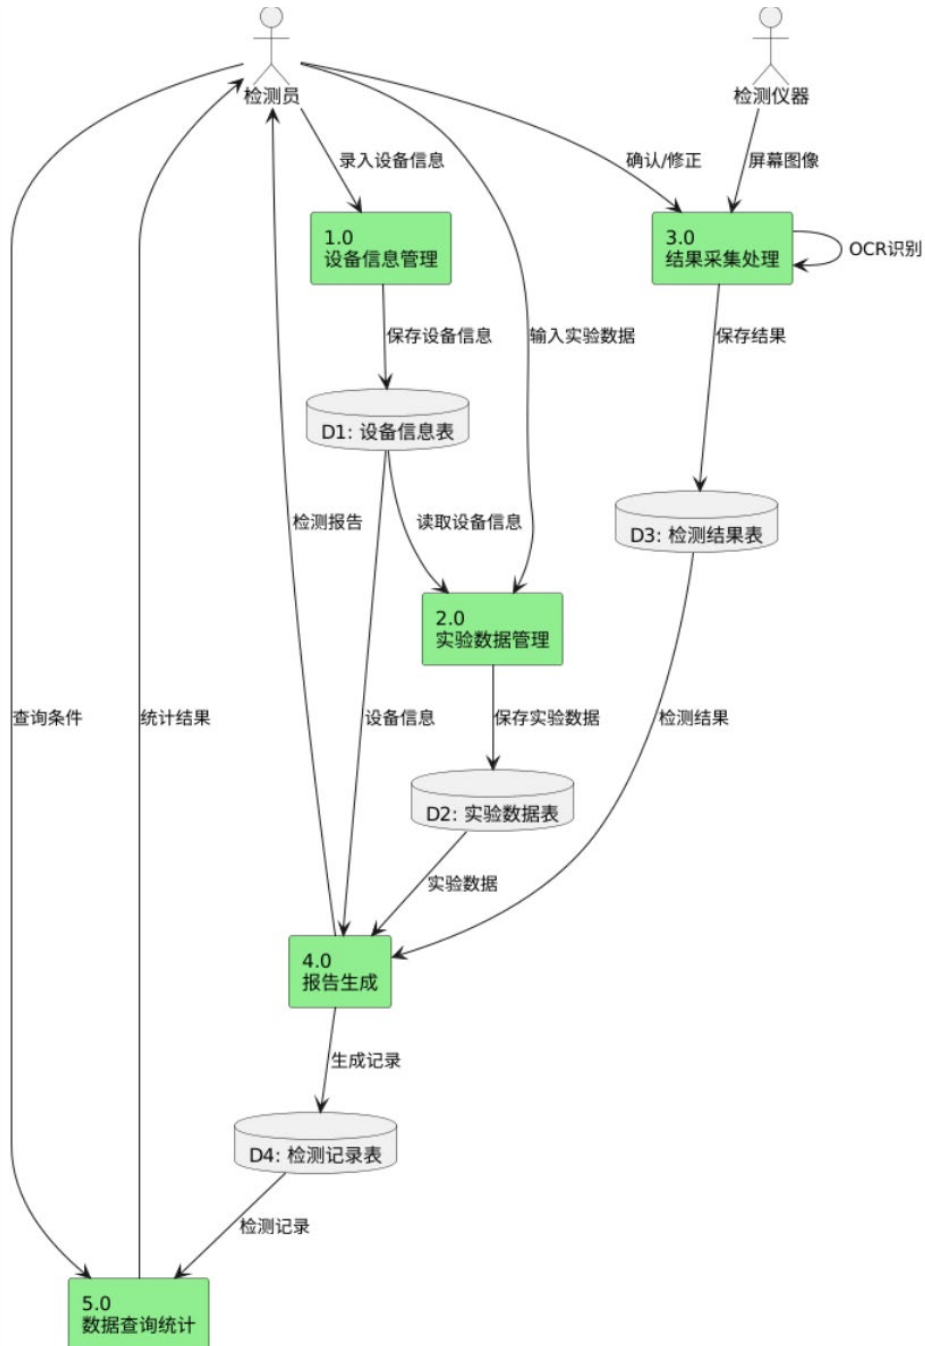 检测员
检测仪器
录入设备信息
确认/修正
屏幕图像
1.0
设备信息管理
3.0
结果采集处理
OCR识别
保存设备信息
输入实验数据
保存结果
D1: 设备信息表
检测报告
读取设备信息
D3: 检测结果表
2.0
实验数据管理
查询条件
统计结果
设备信息
保存实验数据
检测结果
D2: 实验数据表
实验数据
4.0
报告生成
生成记录
D4: 检测记录表
检测记录
5.0
数据查询统计